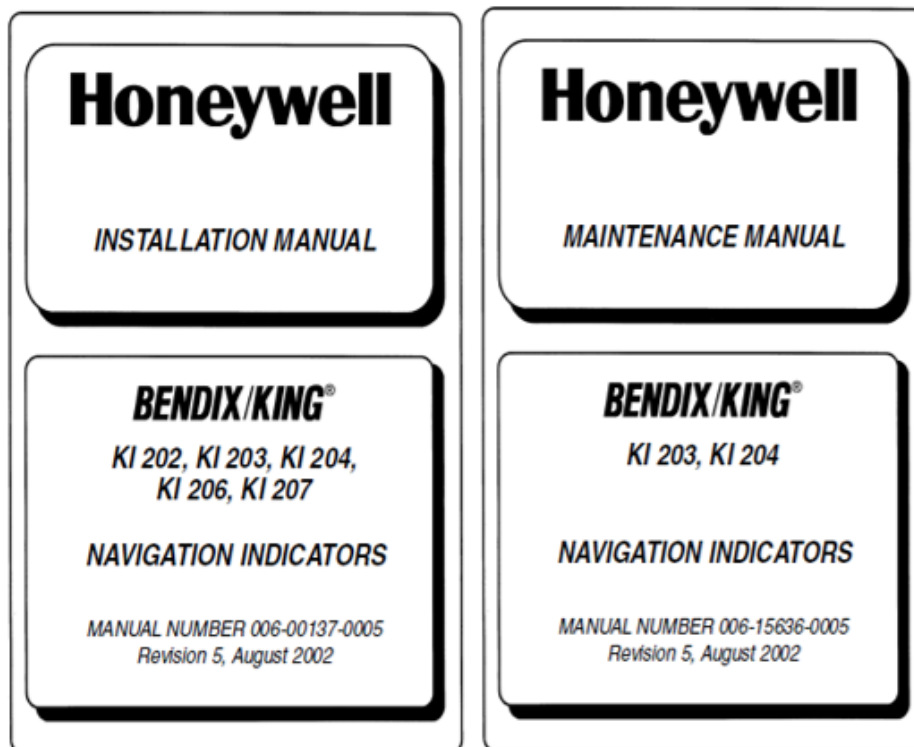 Honeywell
INSTALLATION MANUAL
BENDIX/KING®
KI 202, KI 203, KI 204,
KI 206, KI 207
NAVIGATION INDICATORS
MANUAL NUMBER 006-00137-0005
Revision 5, August 2002
Honeywell
MAINTENANCE MANUAL
BENDIX/KING®
KI 203, KI 204
NAVIGATION INDICATORS
MANUAL NUMBER 006-15636-0005
Revision 5, August 2002